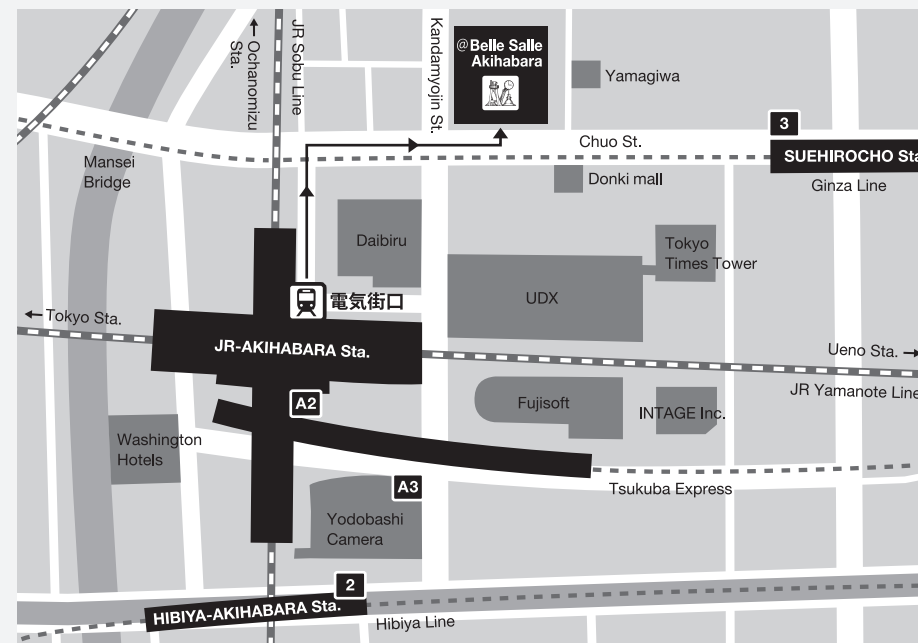 ↑
Ochanomizu
Sta.
JR Sobu Line
Kandamyojin St.
@Belle Salle
Akihabara
Yamagiwa
3
Chuo St.
SUEHIROCHO Sta
Ginza Line
Mansei
Bridge
Donki mall
Daibiru
Tokyo
Times Tower
UDX
電気街口
←Tokyo Sta.
JR-AKIHABARA Sta.
Ueno Sta. →
JR Yamanote Line
A2
Fujisoft
INTAGE Inc.
Washington
Hotels
A3
Tsukuba Express
Yodobashi
Camera
2
HIBIYA-AKIHABARA Sta.
Hibiya Line